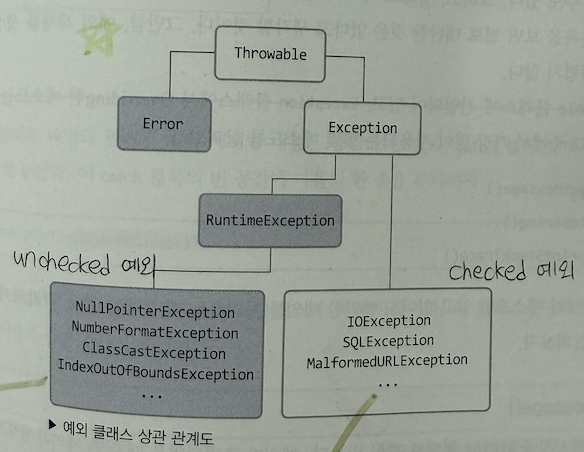 Throwable
Error
Exception
RuntimeException
unchecked 예외
checked 예외
NullPointerException
NumberFormatException
ClassCastException
IndexOutOfBoundsException
...
IOException
SQLException
MalformedURLException
...
▶ 예외 클래스 상관 관계도